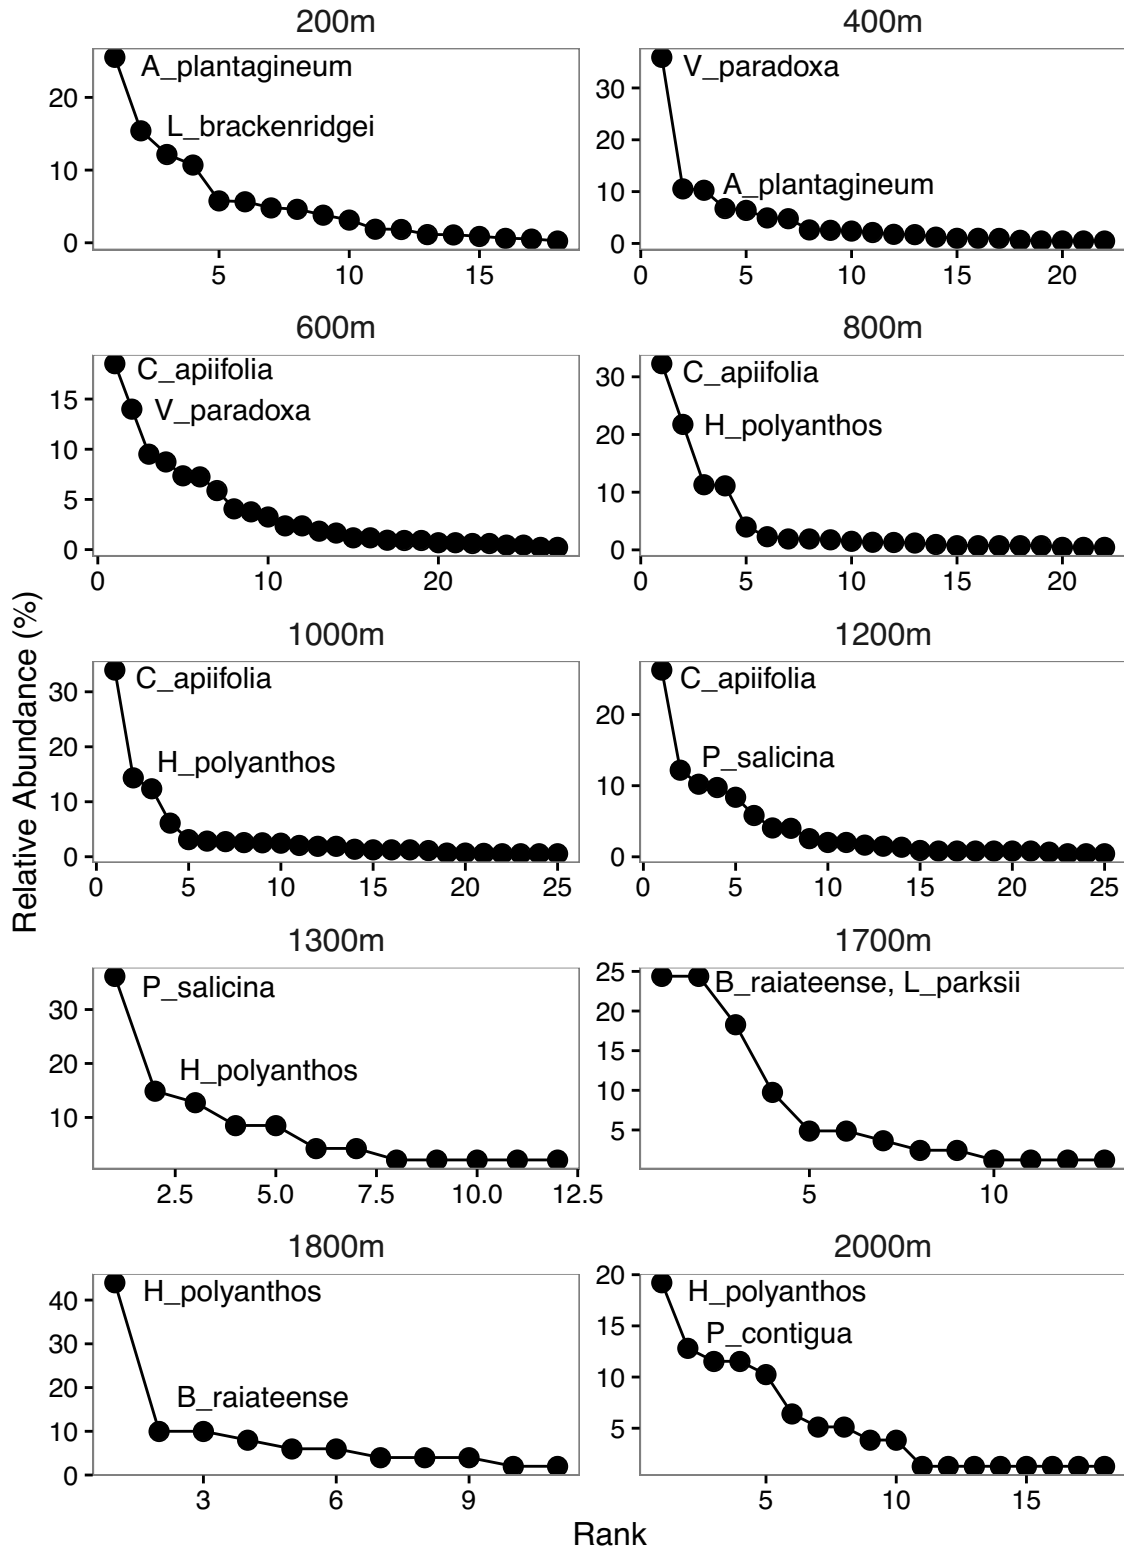 200m
400m
A_plantagineum
L_brackenridgei
20
10
0
5
10
15
V_paradoxa
A_plantagineum
30
20
10
0
0
5
10
15
20
600m
800m
C_apiifolia
V_paradoxa
15
10
5
0
0
10
20
C_apiifolia
H_polyanthos
30
20
10
0
0
5
10
15
20
Relative Abundance (%)
1000m
1200m
C_apiifolia
H_polyanthos
30
20
10
0
0
5
10
15
20
25
C_apiifolia
P_salicina
20
10
0
0
5
10
15
20
25
1300m
1700m
P_salicina
H_polyanthos
30
20
10
2.5
5.0
7.5
10.0
12.5
B_raiateense, L_parksii
25
20
15
10
5
5
10
1800m
2000m
H_polyanthos
B_raiateense
40
30
20
10
0
3
6
9
H_polyanthos
P_contigua
20
15
10
5
5
10
15
Rank